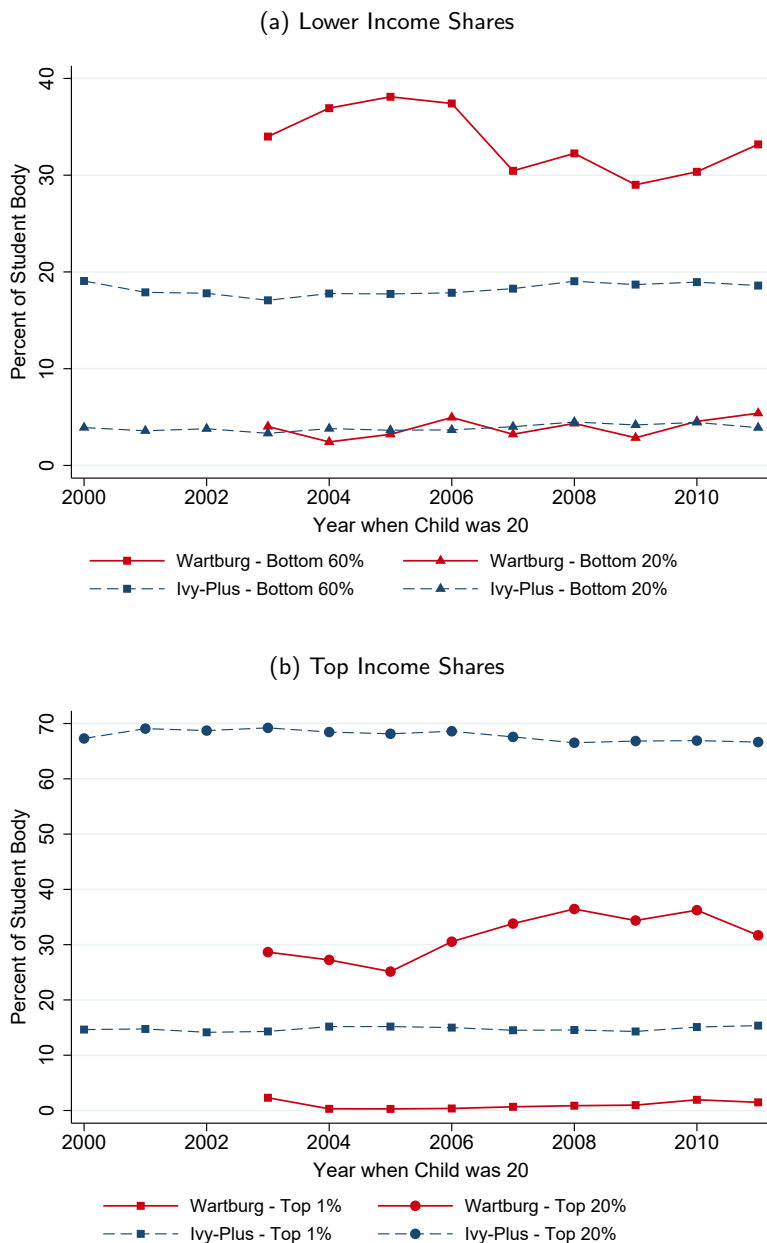 (a) Lower Income Shares
Percent of Student Body
40
30
20
10
0
2000 2002 2004 2006 2008 2010
Year when Child was 20
Wartburg - Bottom 60% Wartburg - Bottom 20%
Ivy-Plus - Bottom 60% Ivy-Plus - Bottom 20%
(b) Top Income Shares
Percent of Student Body
70
60
50
40
30
20
10
0
2000 2002 2004 2006 2008 2010
Year when Child was 20
Wartburg - Top 1% Wartburg - Top 20%
Ivy-Plus - Top 1% Ivy-Plus - Top 20%